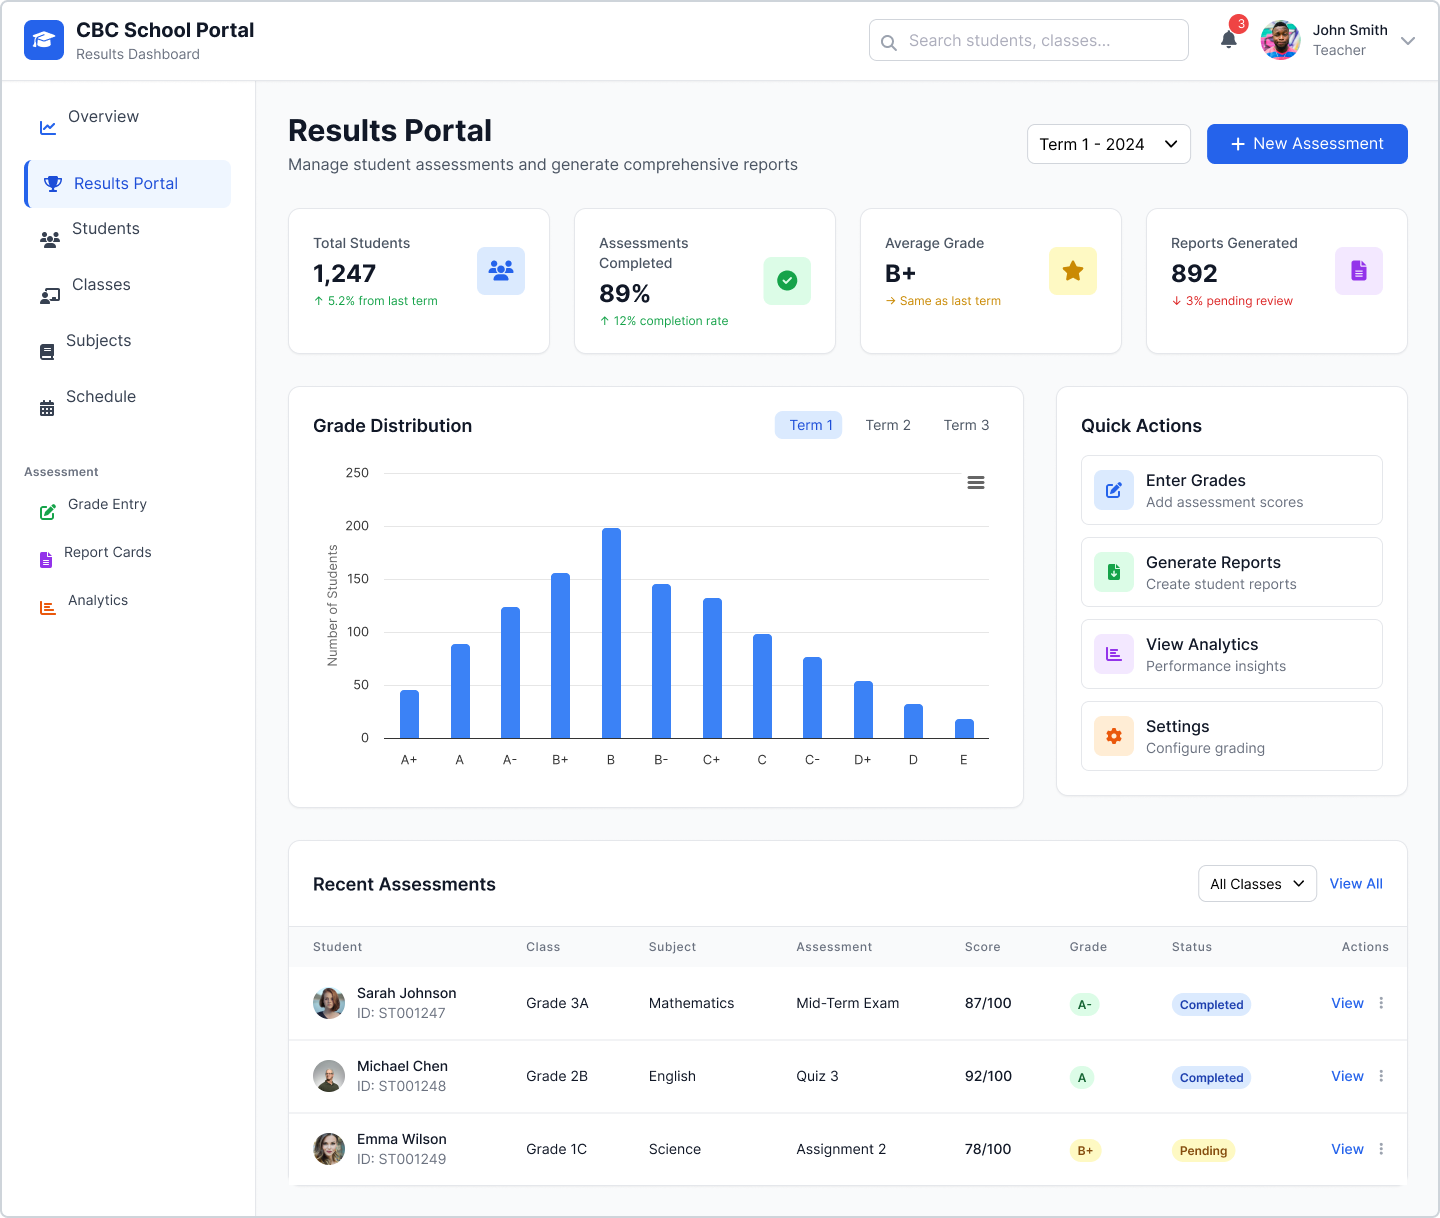 CBC School Portal
Results Dashboard
Search students, classes...
3
John Smith
Teacher
Overview
Results Portal
Students
Classes
Subjects
Schedule
Assessment
Grade Entry
Report Cards
Analytics
Results Portal
Manage student assessments and generate comprehensive reports
Term 1 - 2024
+ New Assessment
Total Students
1,247
↑ 5.2% from last term
Assessments
Completed
89%
↑ 12% completion rate
Average Grade
B+
→ Same as last term
Reports Generated
892
↓ 3% pending review
Grade Distribution
Term 1
Term 2
Term 3
Number of Students
250
200
150
100
50
0
A+ A A- B+ B B- C+ C C- D+ D E
Quick Actions
Enter Grades
Add assessment scores
Generate Reports
Create student reports
View Analytics
Performance insights
Settings
Configure grading
Recent Assessments
All Classes
View All
Student Class Subject Assessment Score Grade Status Actions
Sarah Johnson
ID: ST001247
Grade 3A Mathematics Mid-Term Exam 87/100 A- Completed View
Michael Chen
ID: ST001248
Grade 2B English Quiz 3 92/100 A Completed View
Emma Wilson
ID: ST001249
Grade 1C Science Assignment 2 78/100 B+ Pending View